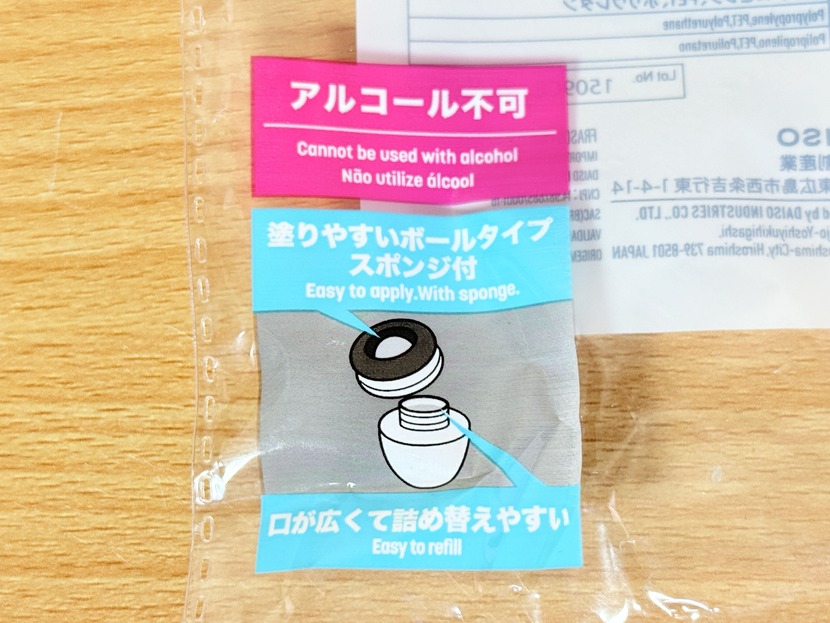 アルコール不可
Cannot be used with alcohol
Não utilize álcool
塗りやすいボールタイプ
スポンジ付
Easy to apply.With sponge.
口が広くて詰め替えやすい
Easy to refill
Polypropylene,PET,Polyurethane
Polipropileno,PET,Poliuretano
Lot No.
1509
ISO
産業
東広島市西条吉行東1-4-14
by DAISO INDUSTRIES CO., LTD.
jo-Yoshiyukihigashi,
shima-City, Hiroshima 739-8501 JAPAN